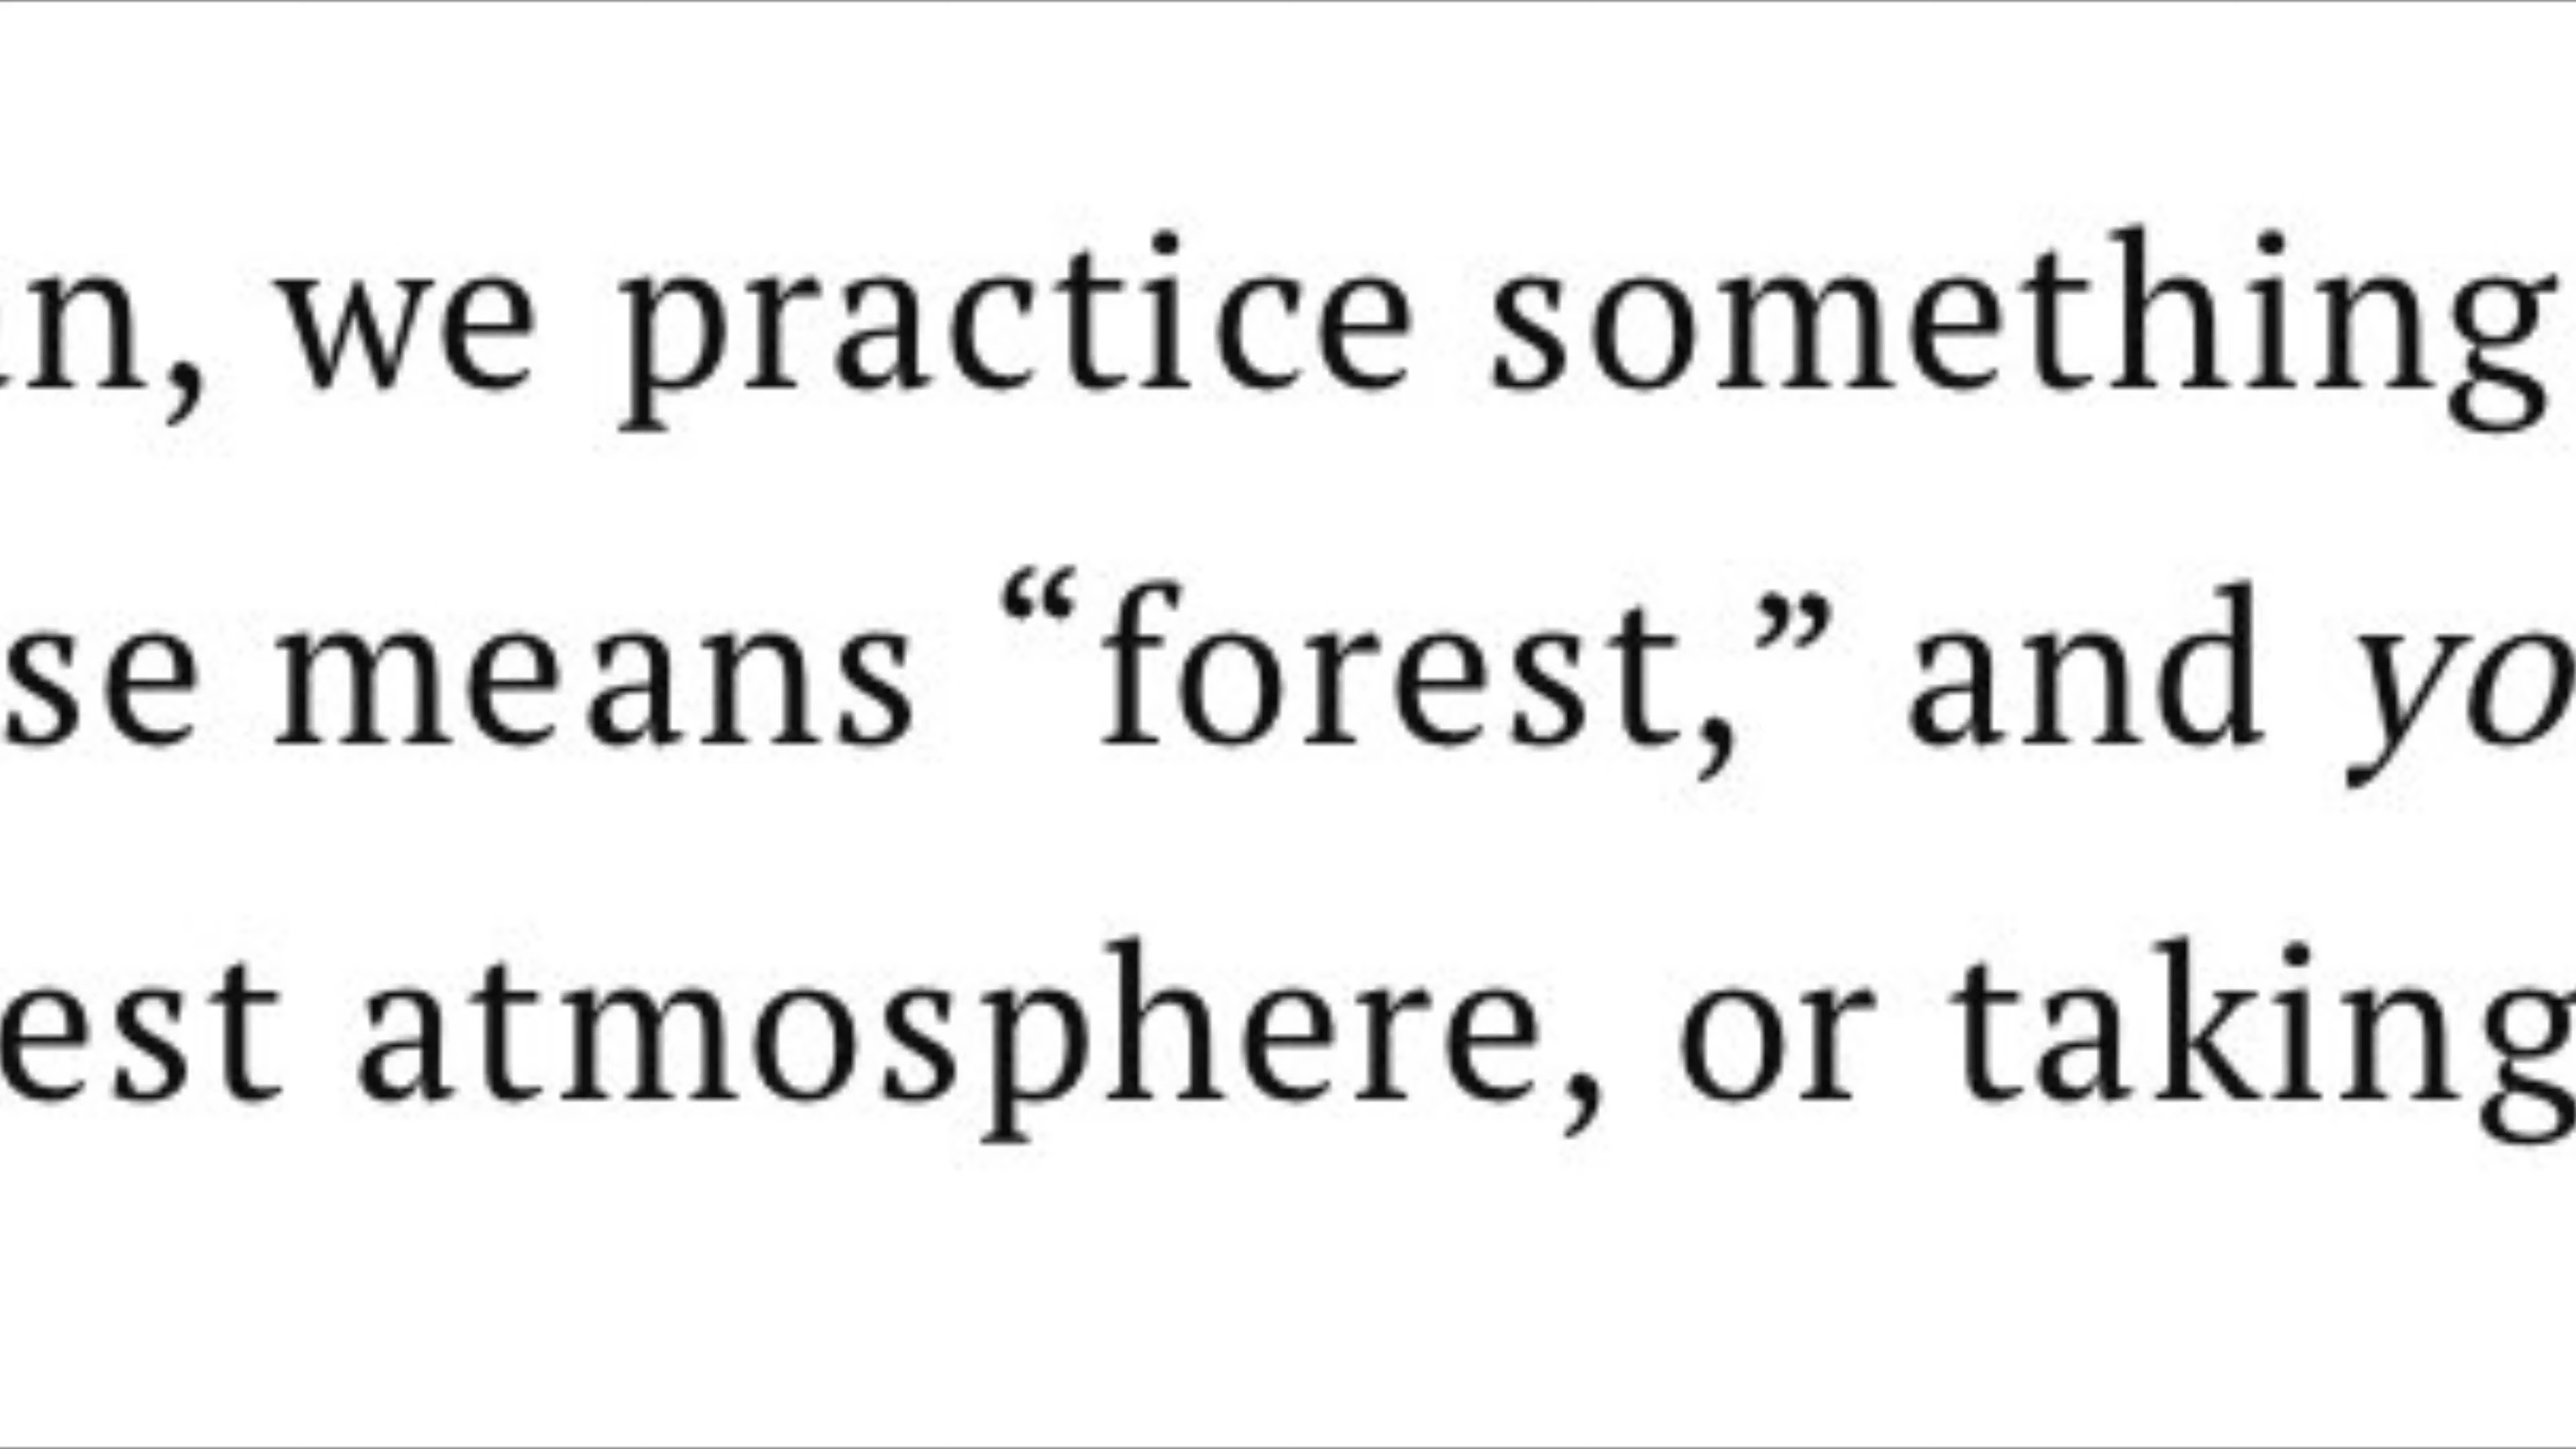 n, we practice something
se means “forest,” and yo
est atmosphere, or taking